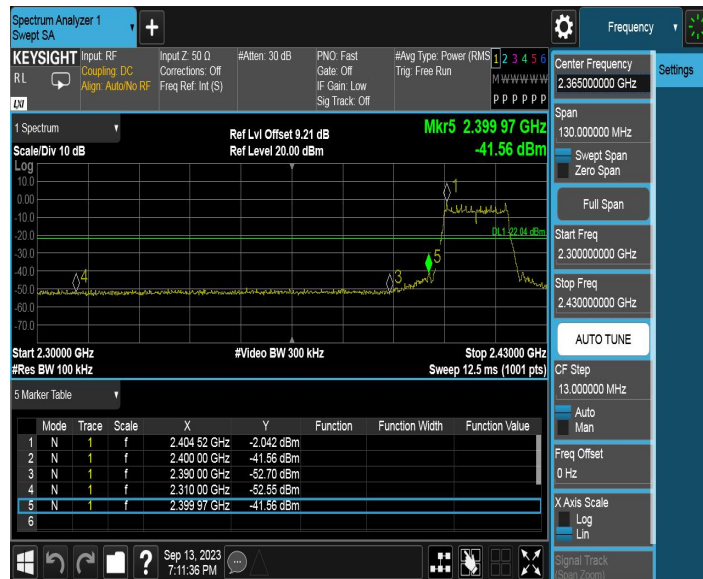 Spectrum Analyzer 1
Swept SA
+
Frequency
KEYSIGHT
RL
LXI
Input: RF
Coupling: DC
Align: Auto/No RF
Input Z: 50 Ω
Corrections: Off
Freq Ref: Int (S)
#Atten: 30 dB
PNO: Fast
Gate: Off
IF Gain: Low
Sig Track: Off
#Avg Type: Power (RMS
Trig: Free Run
1 2 3 4 5 6
M W W W W W
P P P P P P
Center Frequency
2.365000000 GHz
Settings
1 Spectrum
Scale/Div 10 dB
Ref Lvl Offset 9.21 dB
Ref Level 20.00 dBm
Mkr5 2.399 97 GHz
-41.56 dBm
Span
130.000000 MHz
Swept Span
Zero Span
Full Span
Start Freq
2.300000000 GHz
Stop Freq
2.430000000 GHz
AUTO TUNE
CF Step
13.000000 MHz
Auto
Man
Freq Offset
0 Hz
X Axis Scale
Log
Lin
Signal Track
(Span Zoom)
Log
10.0
0.00
-10.0
-20.0
-30.0
-40.0
-50.0
-60.0
-70.0
1
DL1 -22.04 dBm
5
4
3
Start 2.30000 GHz
#Video BW 300 kHz
Stop 2.43000 GHz
#Res BW 100 kHz
Sweep 12.5 ms (1001 pts)
5 Marker Table
Mode Trace Scale X Y Function Function Width Function Value
1 N 1 f 2.404 52 GHz -2.042 dBm
2 N 1 f 2.400 00 GHz -41.56 dBm
3 N 1 f 2.390 00 GHz -52.70 dBm
4 N 1 f 2.310 00 GHz -52.55 dBm
5 N 1 f 2.399 97 GHz -41.56 dBm
6
?
Sep 13, 2023
7:11:36 PM